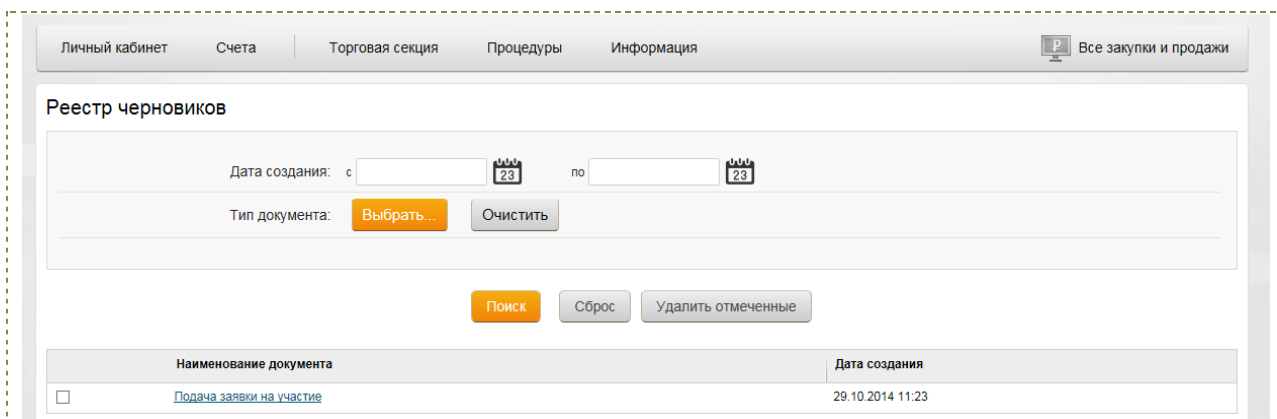 Личный кабинет Счета Торговая секция Процедуры Информация Все закупки и продажи
Реестр черновиков
Дата создания: с 23 по 23
Тип документа: Выбрать... Очистить
Поиск Сброс Удалить отмеченные
Наименование документа Дата создания
Подача заявки на участие 29.10.2014 11:23